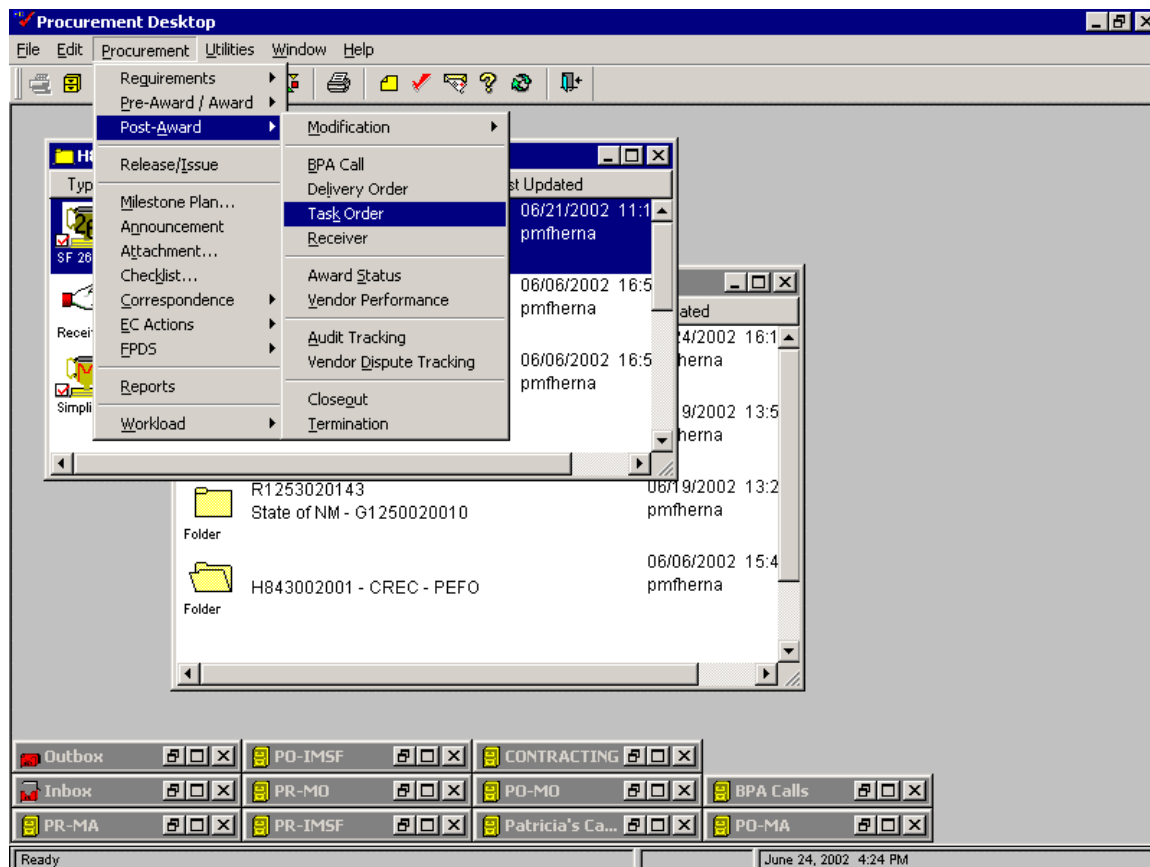 Procurement Desktop
File Edit Procurement Utilities Window Help
Requirements
Pre-Award / Award
Post-Award
Release/Issue
Milestone Plan...
Announcement
Attachment...
Checklist...
Correspondence
EC Actions
FPDS
Reports
Workload
Modification
BPA Call
Delivery Order
Task Order
Receiver
Award Status
Vendor Performance
Audit Tracking
Vendor Dispute Tracking
Closeout
Termination
H8
Typ
st Updated
SF 26
06/21/2002 11:1
pmfherna
Recei
06/06/2002 16:5
pmfherna
Simpli
06/06/2002 16:5
pmfherna
ated
24/2002 16:1
herna
9/2002 13:5
herna
R1253020143
State of NM - G1250020010
Folder
06/19/2002 13:2
pmfherna
H843002001 - CREC - PEFO
Folder
06/06/2002 15:4
pmfherna
Outbox PO-IMSF CONTRACTING
Inbox PR-MO PO-MO BPA Calls
PR-MA PR-IMSF Patricia's Ca... PO-MA
Ready June 24, 2002 4:24 PM